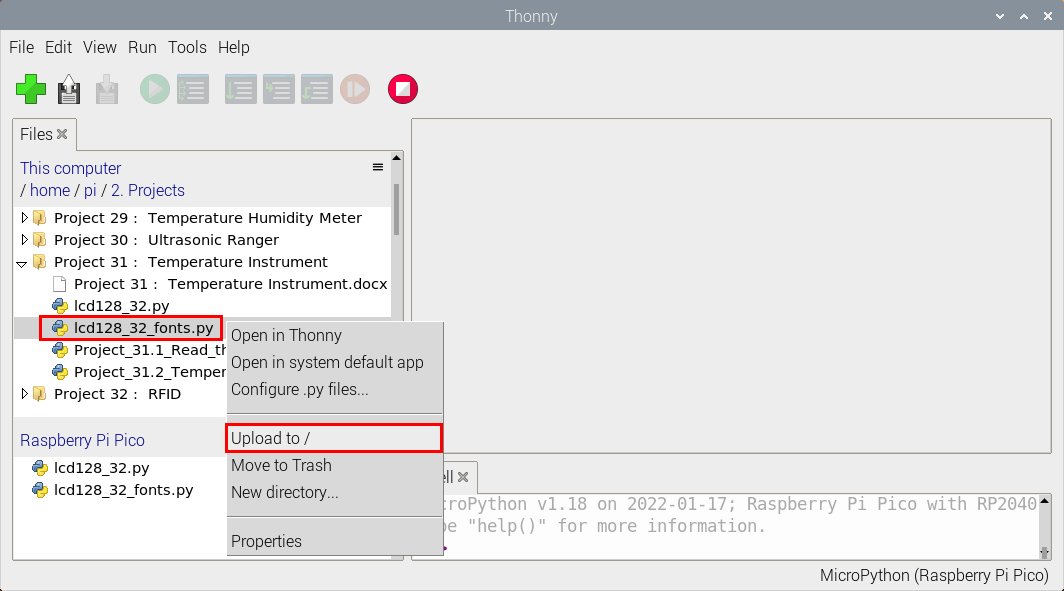 Thonny
File Edit View Run Tools Help
Files
This computer
/ home / pi / 2. Projects
Project 29 : Temperature Humidity Meter
Project 30 : Ultrasonic Ranger
Project 31 : Temperature Instrument
Project 31 : Temperature Instrument.docx
lcd128_32.py
lcd128_32_fonts.py
Project_31.1_Read_th
Project_31.2_Temper
Project 32 : RFID
Open in Thonny
Open in system default app
Configure .py files...
Upload to /
Move to Trash
New directory...
Properties
Raspberry Pi Pico
lcd128_32.py
lcd128_32_fonts.py
ell
croPython v1.18 on 2022-01-17; Raspberry Pi Pico with RP2040
pe "help()" for more information.
MicroPython (Raspberry Pi Pico)